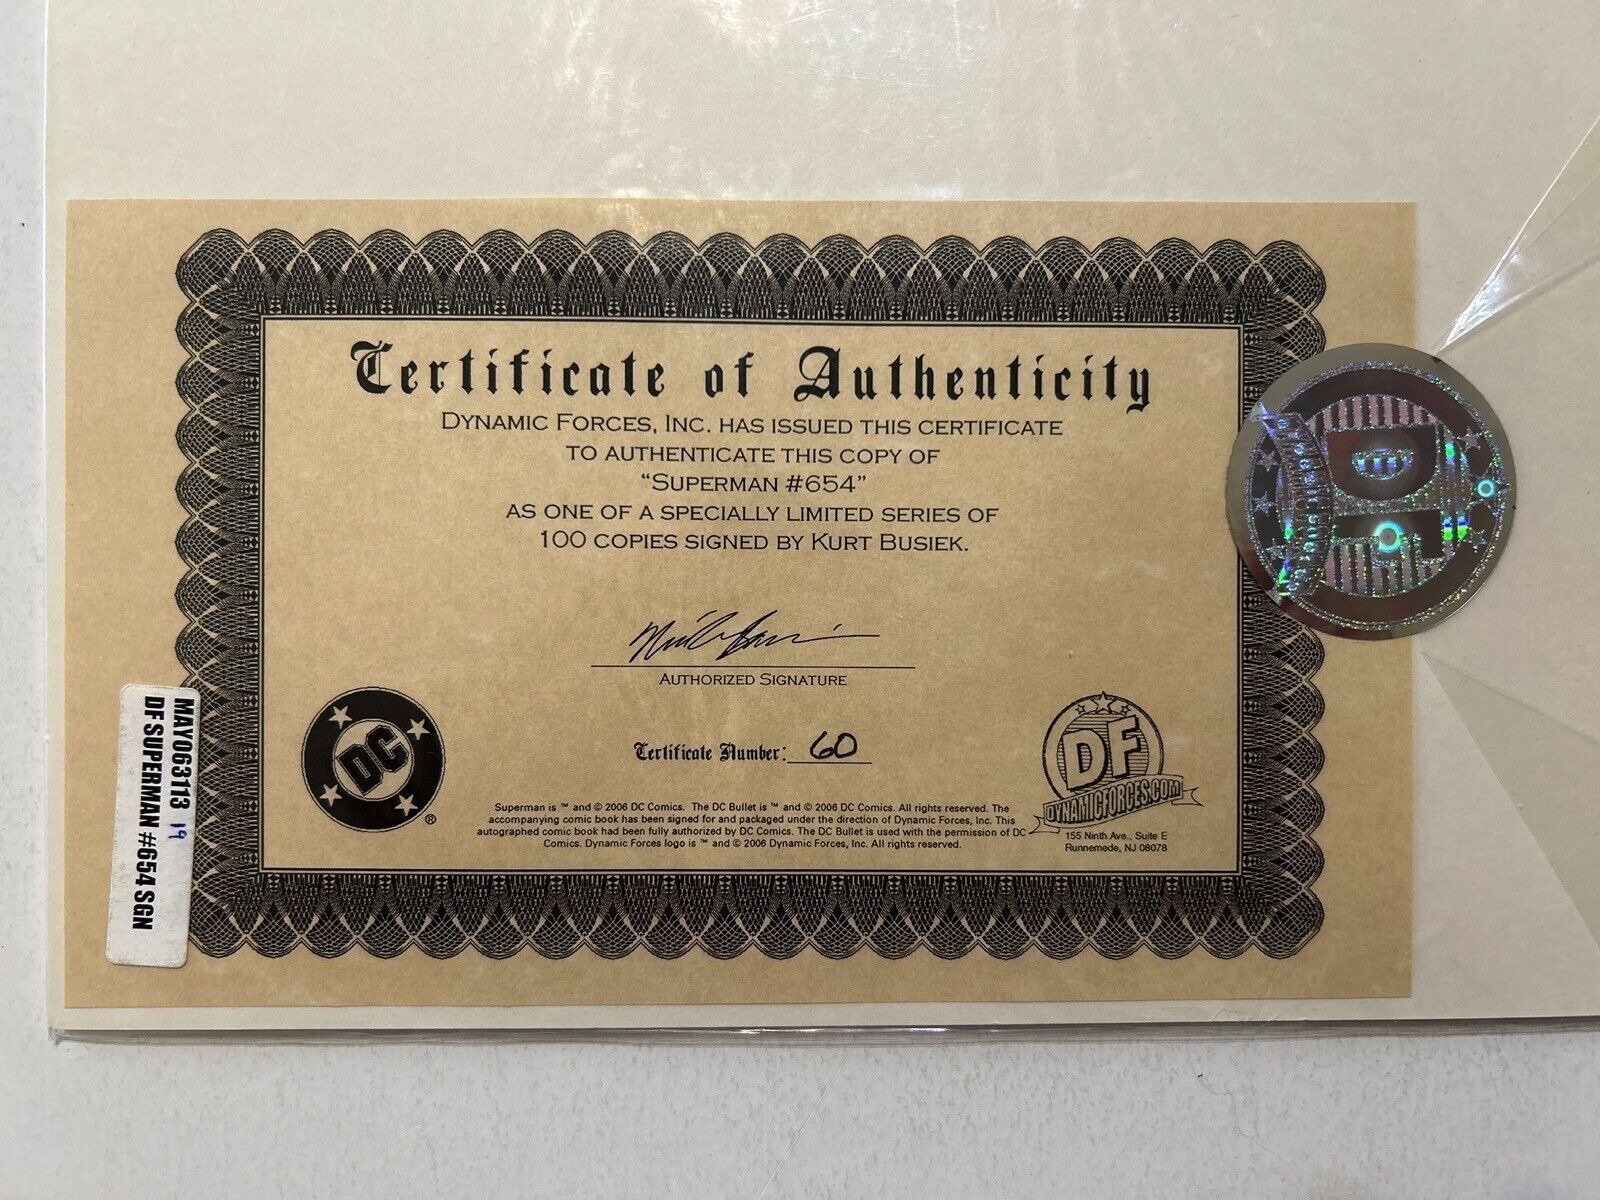 Certificate of Authenticity
DYNAMIC FORCES, INC. HAS ISSUED THIS CERTIFICATE
TO AUTHENTICATE THIS COPY OF
“SUPERMAN #654”
AS ONE OF A SPECIALLY LIMITED SERIES OF
100 COPIES SIGNED BY KURT BUSIEK.
AUTHORIZED SIGNATURE
Certificate Number: 60
DC
®
DF
DYNAMICFORCES.COM
155 Ninth Ave., Suite E
Runnemede, NJ 08078
Superman is ™ and © 2006 DC Comics. The DC Bullet is ™ and © 2006 DC Comics. All rights reserved. The
accompanying comic book has been signed for and packaged under the direction of Dynamic Forces, Inc. This
autographed comic book had been fully authorized by DC Comics. The DC Bullet is used with the permission of DC
Comics. Dynamic Forces logo is ™ and © 2006 Dynamic Forces, Inc. All rights reserved.
MAY063113 19
DF SUPERMAN #654 SGN
DF